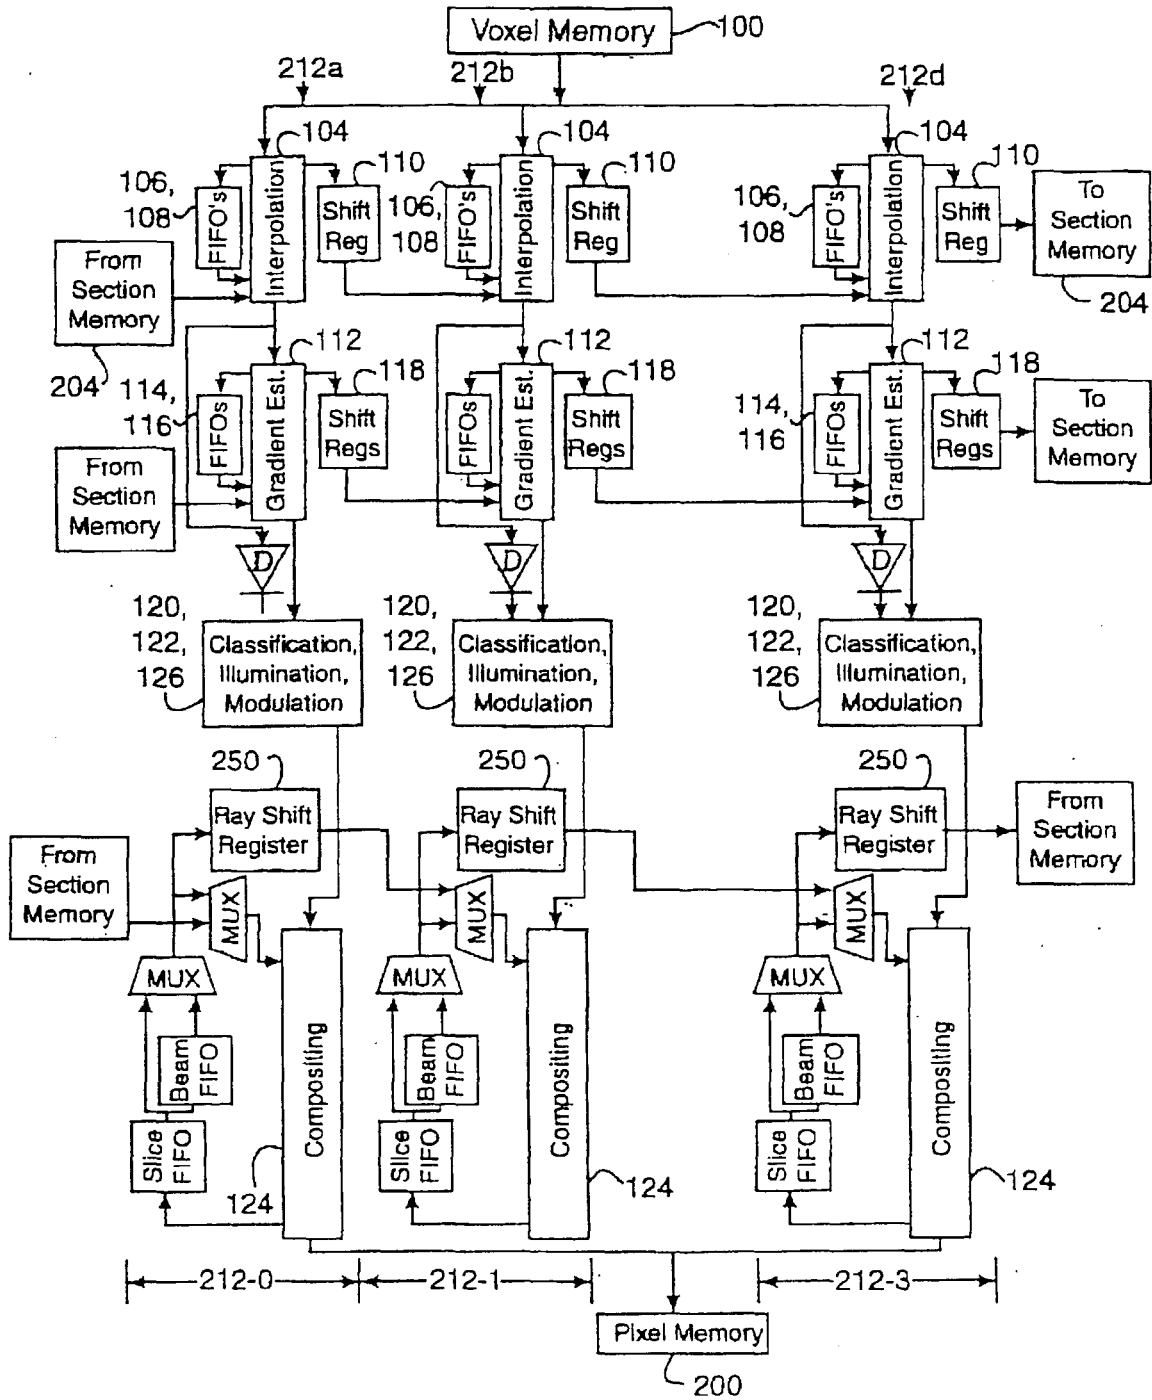 Voxel Memory
100
212a
212b
212d
104
104
104
110
110
110
106,
108
106,
108
106,
108
FIFO's
Interpolation
Shift
Reg
FIFO's
Interpolation
Shift
Reg
FIFO's
Interpolation
Shift
Reg
To
Section
Memory
204
From
Section
Memory
204
112
112
112
118
118
118
114,
116
114,
116
FIFOs
Gradient Est.
Shift
Regs
FIFOs
Gradient Est.
Shift
Regs
FIFOs
Gradient Est.
Shift
Regs
To
Section
Memory
From
Section
Memory
D
D
D
120,
122,
126
120,
122,
126
120,
122,
126
Classification,
Illumination,
Modulation
Classification,
Illumination,
Modulation
Classification,
Illumination,
Modulation
250
250
250
Ray Shift
Register
Ray Shift
Register
Ray Shift
Register
From
Section
Memory
From
Section
Memory
MUX
MUX
MUX
MUX
MUX
MUX
Beam
FIFO
Beam
FIFO
Beam
FIFO
Slice
FIFO
Slice
FIFO
Slice
FIFO
Compositing
Compositing
Compositing
124
124
124
212-0
212-1
212-3
Pixel Memory
200